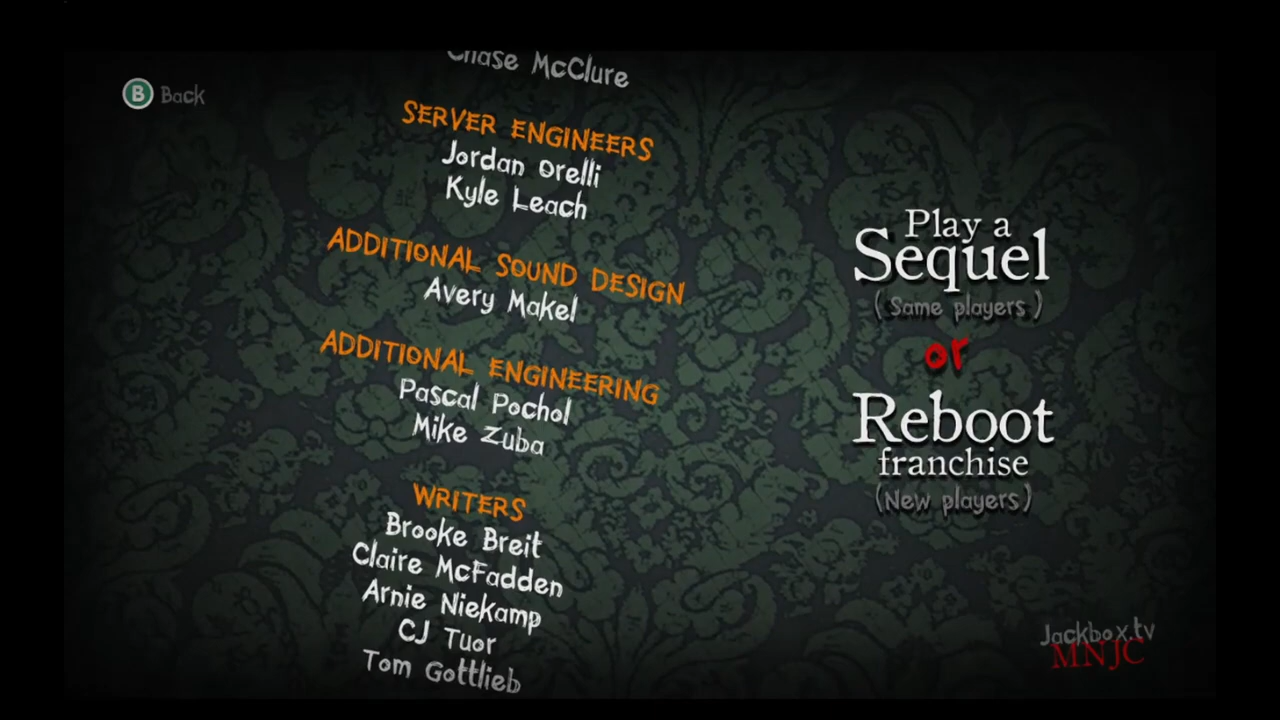 Chase McClure
B Back
SERVER ENGINEERS
Jordan Orelli
Kyle Leach
ADDITIONAL SOUND DESIGN
Avery Makel
ADDITIONAL ENGINEERING
Pascal Pochol
Mike Zuba
WRITERS
Brooke Breit
Claire McFadden
Arnie Niekamp
CJ Tuor
Tom Gottlieb
Play a
Sequel
(Same players)
or
Reboot
franchise
(New players)
Jackbox.tv
MNJC